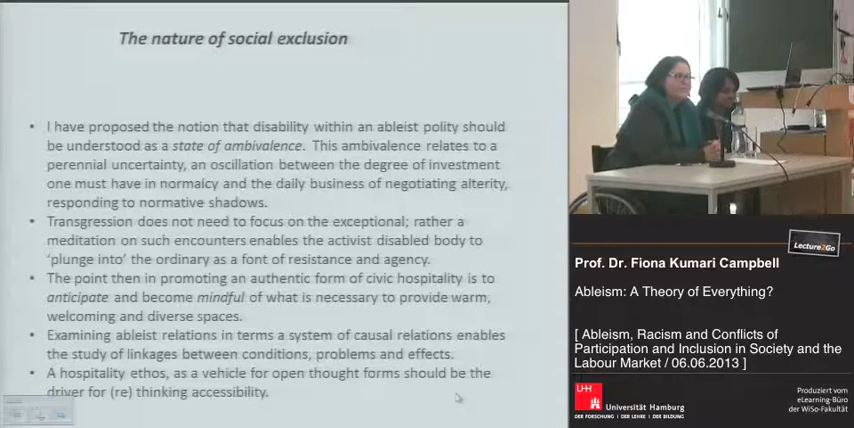 The nature of social exclusion
• I have proposed the notion that disability within an ableist polity should
be understood as a state of ambivalence. This ambivalence relates to a
perennial uncertainty, an oscillation between the degree of investment
one must have in normalcy and the daily business of negotiating alterity,
responding to normative shadows.
• Transgression does not need to focus on the exceptional; rather a
meditation on such encounters enables the activist disabled body to
‘plunge into’ the ordinary as a font of resistance and agency.
• The point then in promoting an authentic form of civic hospitality is to
anticipate and become mindful of what is necessary to provide warm,
welcoming and diverse spaces.
• Examining ableist relations in terms a system of causal relations enables
the study of linkages between conditions, problems and effects.
• A hospitality ethos, as a vehicle for open thought forms should be the
driver for (re) thinking accessibility.
Lecture2Go
Prof. Dr. Fiona Kumari Campbell
Ableism: A Theory of Everything?
[ Ableism, Racism and Conflicts of
Participation and Inclusion in Society and the
Labour Market / 06.06.2013 ]
UH
Universität Hamburg
DER FORSCHUNG | DER LEHRE | DER BILDUNG
Produziert vom
eLearning-Büro
der WiSo-Fakultät